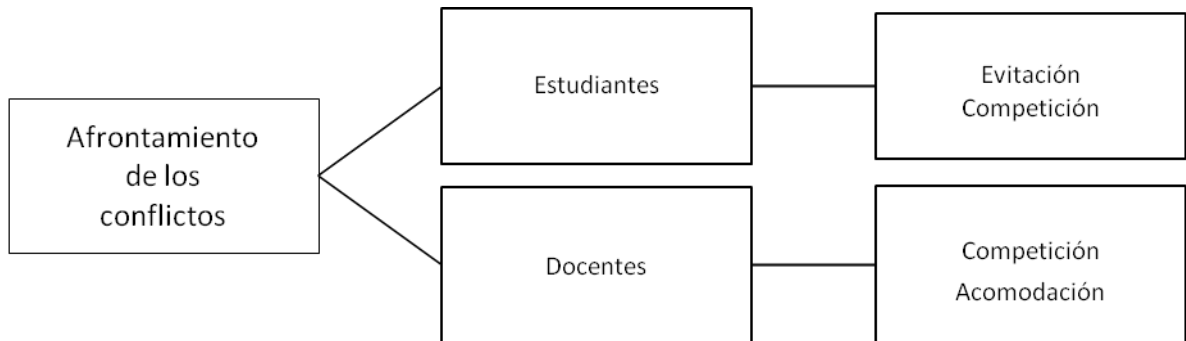 Afrontamiento
de los
conflictos
Estudiantes
Evitación
Competición
Docentes
Competición
Acomodación